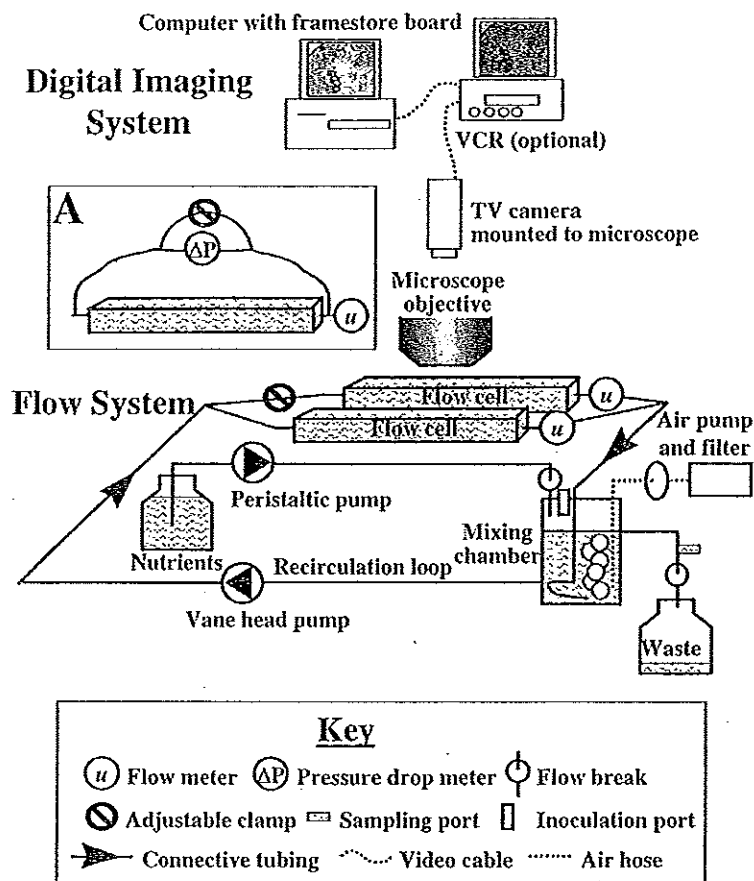 Computer with framestore board
Digital Imaging
System
VCR (optional)
TV camera
mounted to microscope
A
ΔP
u
Microscope
objective
Flow System
Flow cell
u
Flow cell
u
Air pump
and filter
Peristaltic pump
Mixing
chamber
Nutrients
Recirculation loop
Vane head pump
Waste
Key
u Flow meter ΔP Pressure drop meter Flow break
Adjustable clamp Sampling port Inoculation port
Connective tubing Video cable Air hose